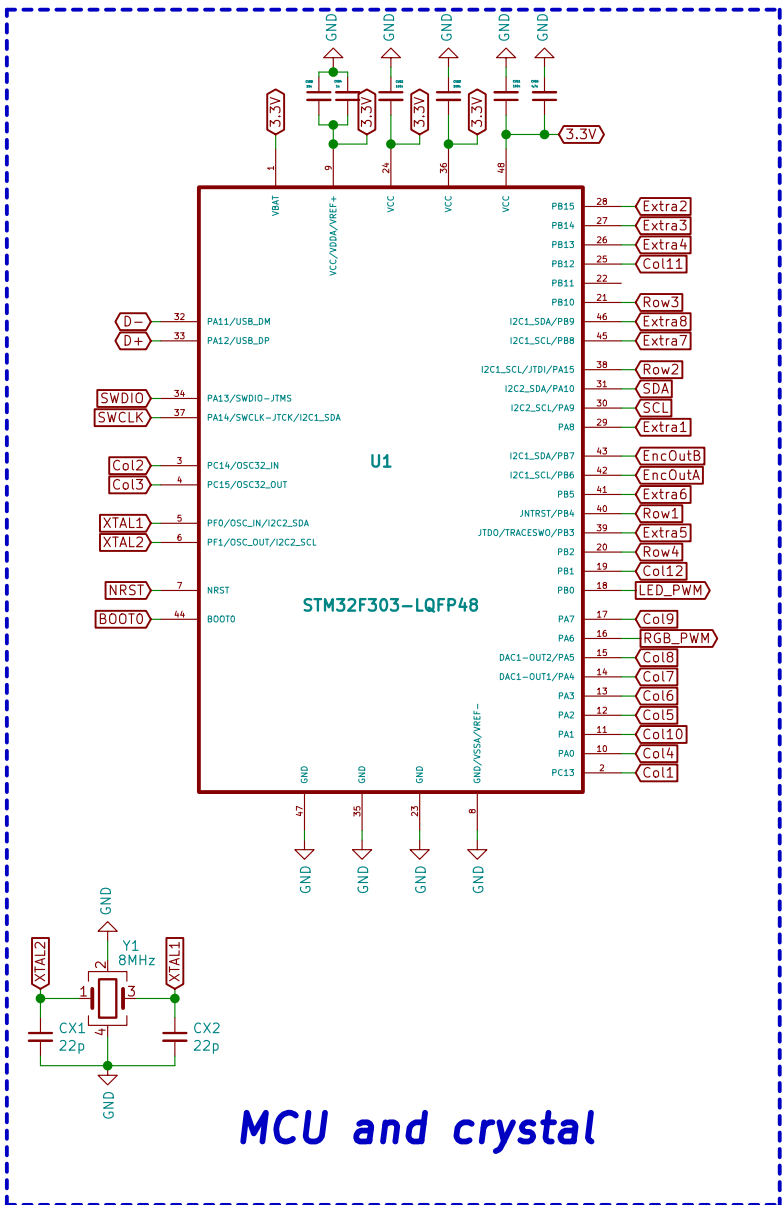 GND
GND
GND
GND
GND
3.3V
3.3V
3.3V
3.3V
3.3V
1
9
24
36
48
VBAT
VCC/VDDA/VREF+
VCC
VCC
VCC
PB15 28 Extra2
PB14 27 Extra3
PB13 26 Extra4
PB12 25 Col11
PB11 22
PB10 21 Row3
D- 32 PA11/USB_DM
I2C1_SDA/PB9 46 Extra8
D+ 33 PA12/USB_DP
I2C1_SCL/PB8 45 Extra7
I2C1_SCL/JTDI/PA15 38 Row2
I2C2_SDA/PA10 31 SDA
SWDIO 34 PA13/SWDIO-JTMS
I2C2_SCL/PA9 30 SCL
SWCLK 37 PA14/SWCLK-JTCK/I2C1_SDA
PA8 29 Extra1
I2C1_SDA/PB7 43 EncOutB
U1
Col2 3 PC14/OSC32_IN
I2C1_SCL/PB6 42 EncOutA
Col3 4 PC15/OSC32_OUT
PB5 41 Extra6
JNTRST/PB4 40 Row1
XTAL1 5 PF0/OSC_IN/I2C2_SDA
JTDO/TRACESWO/PB3 39 Extra5
XTAL2 6 PF1/OSC_OUT/I2C2_SCL
PB2 20 Row4
PB1 19 Col12
NRST 7 NRST
PB0 18 LED_PWM
STM32F303-LQFP48
BOOT0 44 BOOT0
PA7 17 Col9
PA6 16 RGB_PWM
DAC1-OUT2/PA5 15 Col8
DAC1-OUT1/PA4 14 Col7
PA3 13 Col6
PA2 12 Col5
PA1 11 Col10
PA0 10 Col4
PC13 2 Col1
GND
GND
GND
GND/VSSA/VREF-
47
35
23
8
GND
GND
GND
GND
GND
XTAL2
Y1
8MHz
XTAL1
2
1
3
4
CX1
22p
CX2
22p
GND
MCU and crystal